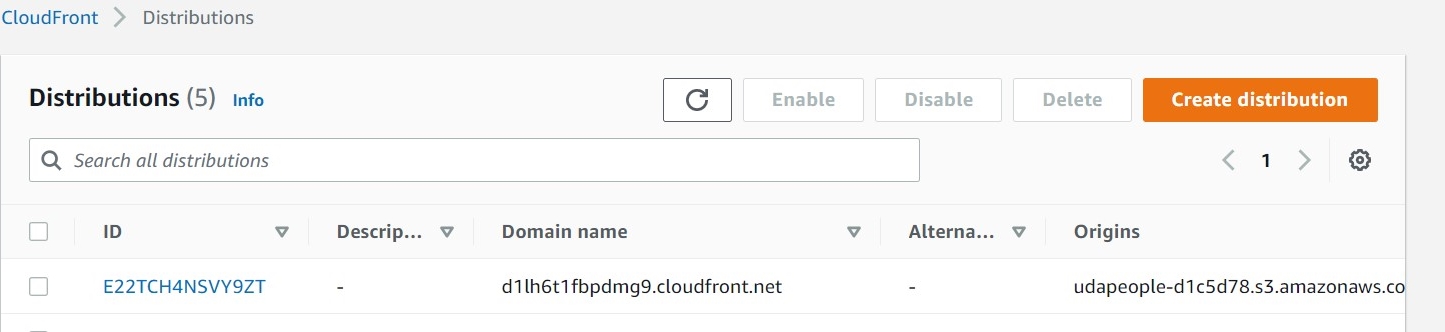 CloudFront > Distributions
Distributions (5) Info
Enable Disable Delete Create distribution
Search all distributions
1
ID Descrip... Domain name Alterna... Origins
E22TCH4NSVY9ZT - d1lh6t1fbpdmg9.cloudfront.net - udapeople-d1c5d78.s3.amazonaws.co